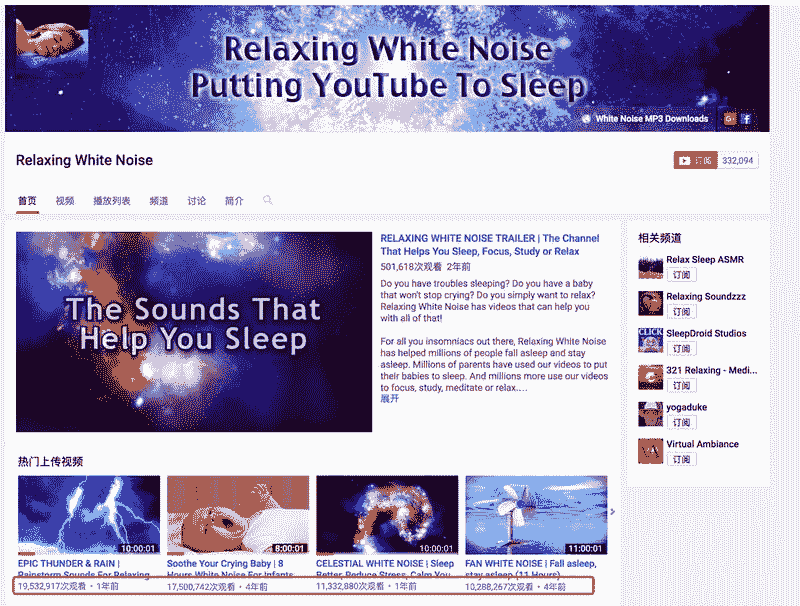 Relaxing White Noise
Putting YouTube To Sleep
White Noise MP3 Downloads
Relaxing White Noise
订阅 332,094
首页 视频 播放列表 频道 讨论 简介
The Sounds That
Help You Sleep
RELAXING WHITE NOISE TRAILER | The Channel
That Helps You Sleep, Focus, Study or Relax
501,618次观看 2年前
Do you have troubles sleeping? Do you have a baby
that won't stop crying? Do you simply want to relax?
Relaxing White Noise has videos that can help you
with all of that!
For all you insomniacs out there, Relaxing White Noise
has helped millions of people fall asleep and stay
asleep. Millions of parents have used our videos to put
their babies to sleep. And millions more use our videos
to focus, study, meditate or relax....
展开
相关频道
Relax Sleep ASMR
订阅
Relaxing Soundzzz
订阅
CLICK
SleepDroid Studios
订阅
321 Relaxing - Medi...
订阅
yogaduke
订阅
Virtual Ambiance
订阅
热门上传视频
10:00:01
EPIC THUNDER & RAIN |
Rainstorm Sounds For Relaxing
19,532,917次观看 • 1年前
8:00:01
Soothe Your Crying Baby | 8
Hours White Noise For Infants
17,500,742次观看 • 4年前
10:00:01
CELESTIAL WHITE NOISE | Sleep
Better, Reduce Stress, Calm You
11,332,880次观看 • 1年前
11:00:01
FAN WHITE NOISE | Fall asleep,
stay asleep (11 Hours)
10,288,267次观看 • 4年前